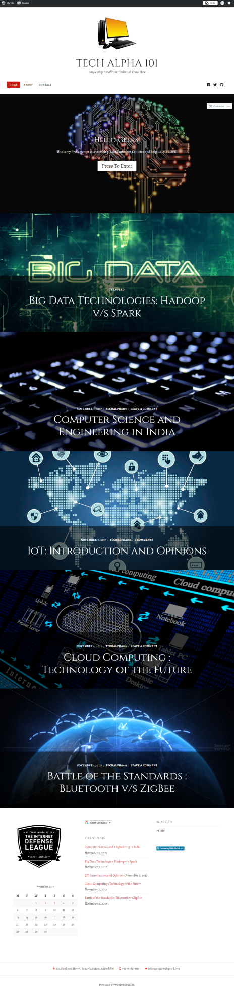 My Site Reader Write
TECH ALPHA 101
Single Stop For All Your Technical Know How
HOME ABOUT CONTACT
Customize
HELLO GEEKS!
This is my first attempt at a tech blog. Like Comment Criticize and help us IMPROVE!
Press To Enter
BIG DATA
FEATURED
BIG DATA TECHNOLOGIES: HADOOP
V/S SPARK
NOVEMBER 3, 2017 / TECHALPHA101 / LEAVE A COMMENT
COMPUTER SCIENCE AND
ENGINEERING IN INDIA
NOVEMBER 3, 2017 / TECHALPHA101 / 2 COMMENTS
IOT: INTRODUCTION AND OPINIONS
computing
Cloud compu
PC
Mobile
Remote Server
Notebook
Tablet PC
Remote
Desktop
Interne
NOVEMBER 2, 2017 / TECHALPHA101 / LEAVE A COMMENT
CLOUD COMPUTING :
TECHNOLOGY OF THE FUTURE
NOVEMBER 2, 2017 / TECHALPHA101 / LEAVE A COMMENT
BATTLE OF THE STANDARDS :
BLUETOOTH V/S ZIGBEE
Proud member of
THE INTERNET
DEFENSE
LEAGUE
EST 2012
November 2017
M T W T F S S
1 2 3 4 5
6 7 8 9 10 11 12
13 14 15 16 17 18 19
20 21 22 23 24 25 26
27 28 29 30
Select Language
RECENT POSTS
Computer Science and Engineering in India
November 3, 2017
Big Data Technologies: Hadoop v/s Spark
November 3, 2017
IoT: Introduction and Opinions November 3, 2017
Cloud Computing : Technology of the Future
November 2, 2017
Battle of the Standards : Bluetooth v/s ZigBee
November 2, 2017
BLOG STATS
73 hits
Following TECH ALPHA 101
202,Sandipani Hostel, Vande Mataram, Ahmedabad
POWERED BY WORDPRESS.COM.